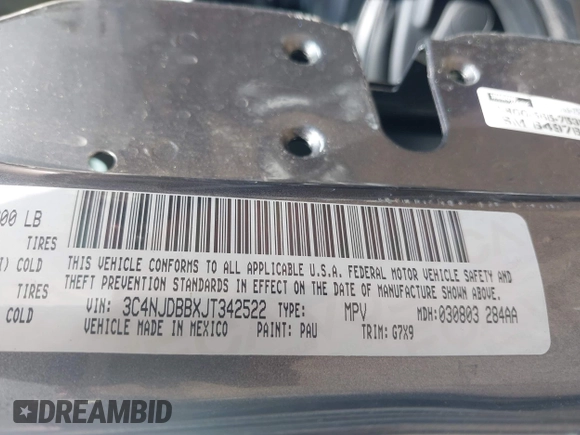 00 LB
TIRES
COLD
TIRES
COLD
THIS VEHICLE CONFORMS TO ALL APPLICABLE U.S.A. FEDERAL MOTOR VEHICLE SAFETY AND
THEFT PREVENTION STANDARDS IN EFFECT ON THE DATE OF MANUFACTURE SHOWN ABOVE.
VIN: 3C4NJDBBXJT342522 TYPE: MPV MDH: 030803 284AA
VEHICLE MADE IN MEXICO PAINT: PAU TRIM: G7X9
DREAMBID